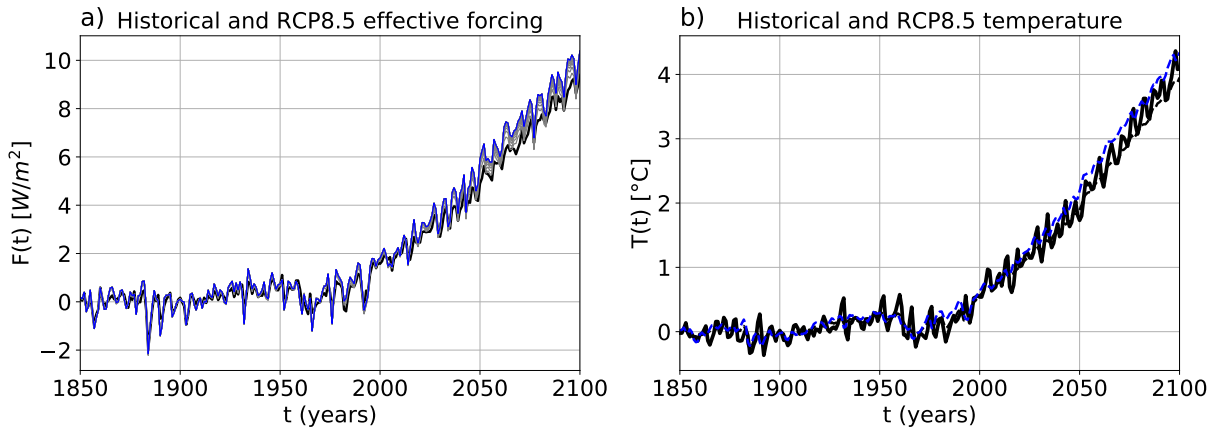 a) Historical and RCP8.5 effective forcing
F(t) [W/m²]
10
8
6
4
2
0
−2
1850 1900 1950 2000 2050 2100
t (years)
b) Historical and RCP8.5 temperature
T(t) [°C]
4
3
2
1
0
1850 1900 1950 2000 2050 2100
t (years)